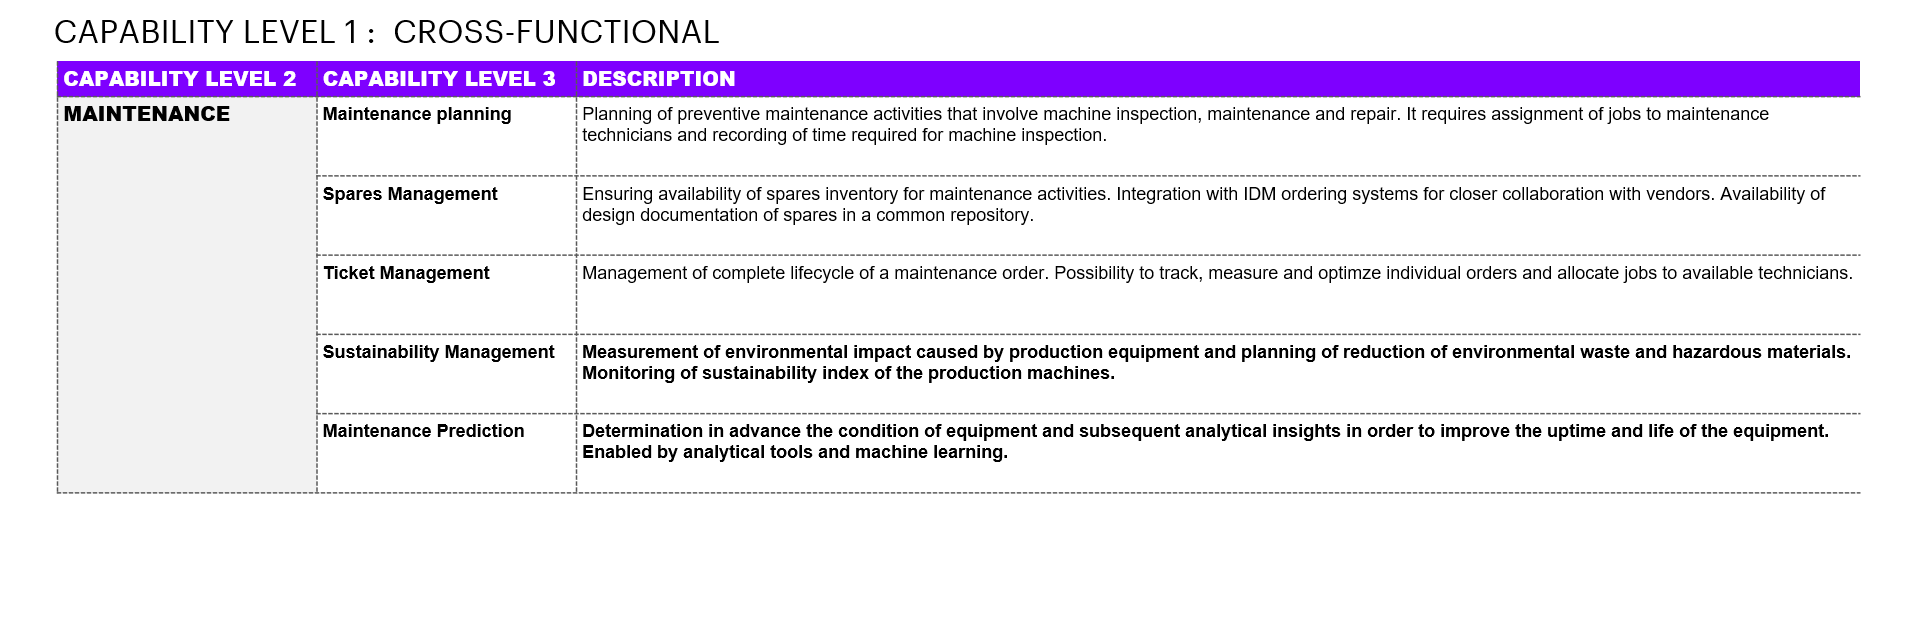 CAPABILITY LEVEL 1 : CROSS-FUNCTIONAL
CAPABILITY LEVEL 2 CAPABILITY LEVEL 3 DESCRIPTION
MAINTENANCE
Maintenance planning
Planning of preventive maintenance activities that involve machine inspection, maintenance and repair. It requires assignment of jobs to maintenance
technicians and recording of time required for machine inspection.
Spares Management
Ensuring availability of spares inventory for maintenance activities. Integration with IDM ordering systems for closer collaboration with vendors. Availability of
design documentation of spares in a common repository.
Ticket Management
Management of complete lifecycle of a maintenance order. Possibility to track, measure and optimze individual orders and allocate jobs to available technicians.
Sustainability Management
Measurement of environmental impact caused by production equipment and planning of reduction of environmental waste and hazardous materials.
Monitoring of sustainability index of the production machines.
Maintenance Prediction
Determination in advance the condition of equipment and subsequent analytical insights in order to improve the uptime and life of the equipment.
Enabled by analytical tools and machine learning.